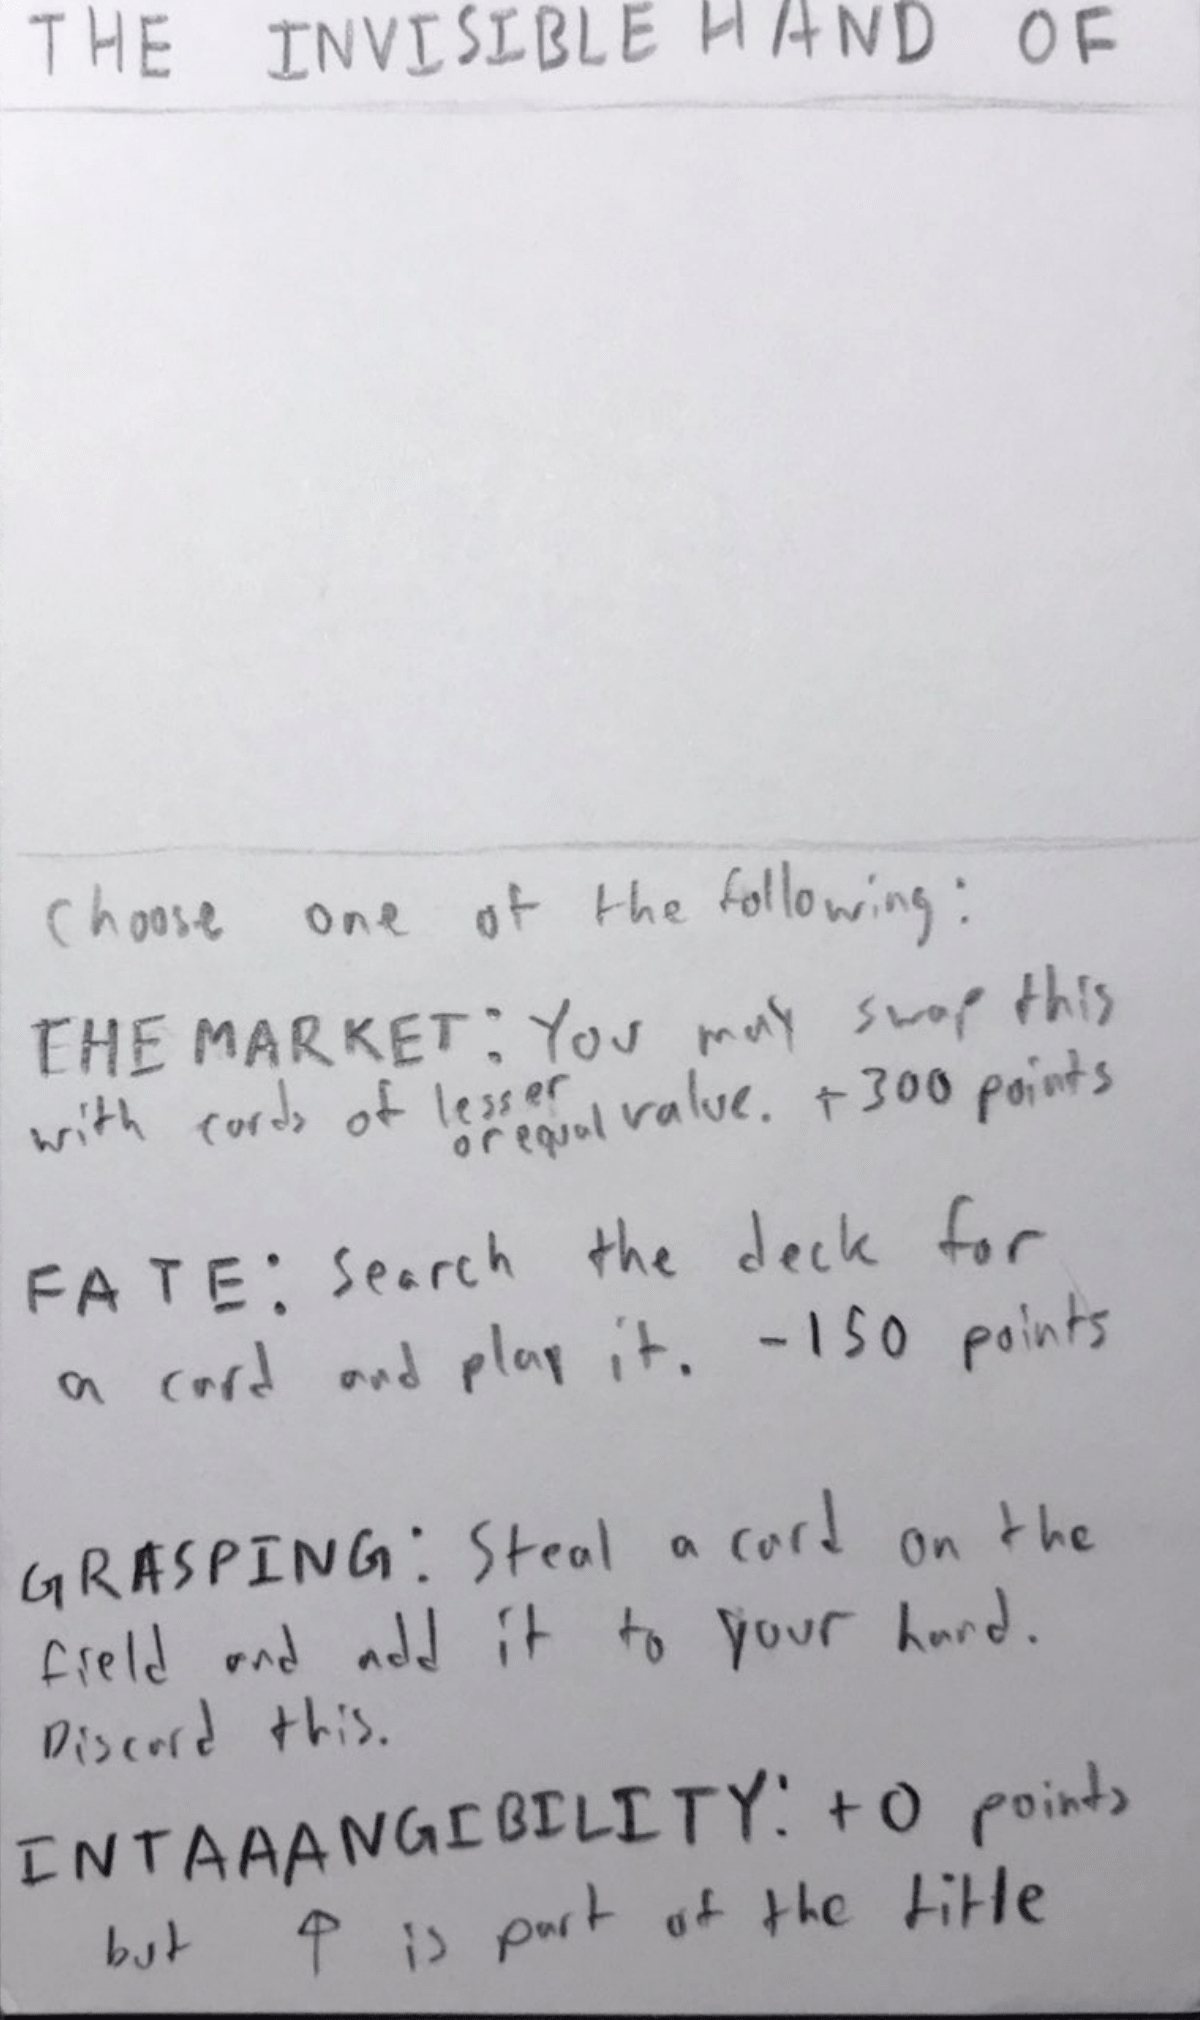 THE INVISIBLE HAND OF
Choose one of the following:
THE MARKET: You may swap this
with cards of lesser or equal value. +300 points
FATE: Search the deck for
a card and play it. -150 points
GRASPING: Steal a card on the
field and add it to your hand.
Discard this.
INTAAANGIBILITY: +0 points
but ↑ is part of the title